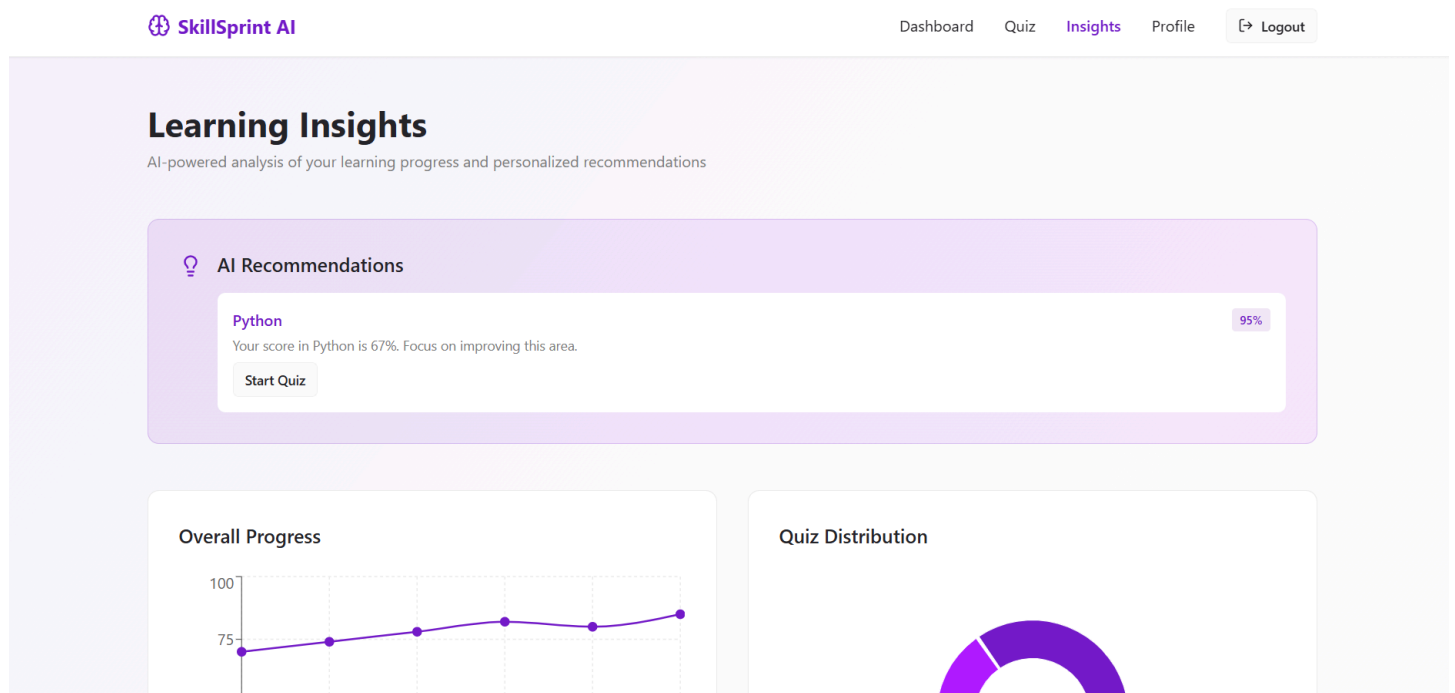 SkillSprint AI
Dashboard Quiz Insights Profile Logout
Learning Insights
AI-powered analysis of your learning progress and personalized recommendations
AI Recommendations
Python 95%
Your score in Python is 67%. Focus on improving this area.
Start Quiz
Overall Progress
100
75
Quiz Distribution